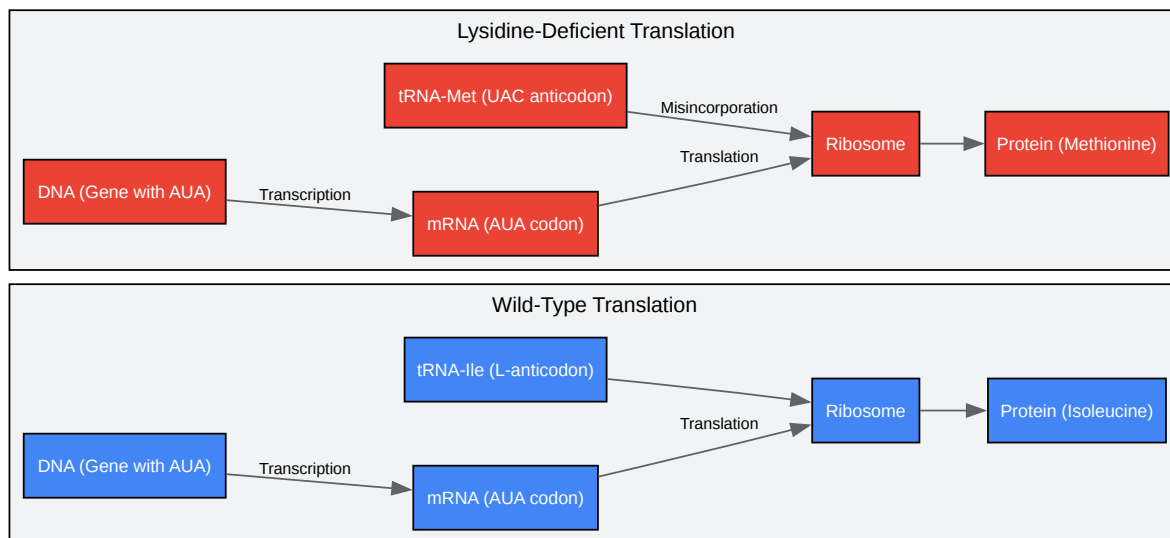 Lysidine-Deficient Translation
tRNA-Met (UAC anticodon)
Misincorporation
Ribosome
Protein (Methionine)
Translation
DNA (Gene with AUA)
Transcription
mRNA (AUA codon)
Wild-Type Translation
tRNA-Ile (L-anticodon)
Ribosome
Protein (Isoleucine)
Translation
DNA (Gene with AUA)
Transcription
mRNA (AUA codon)